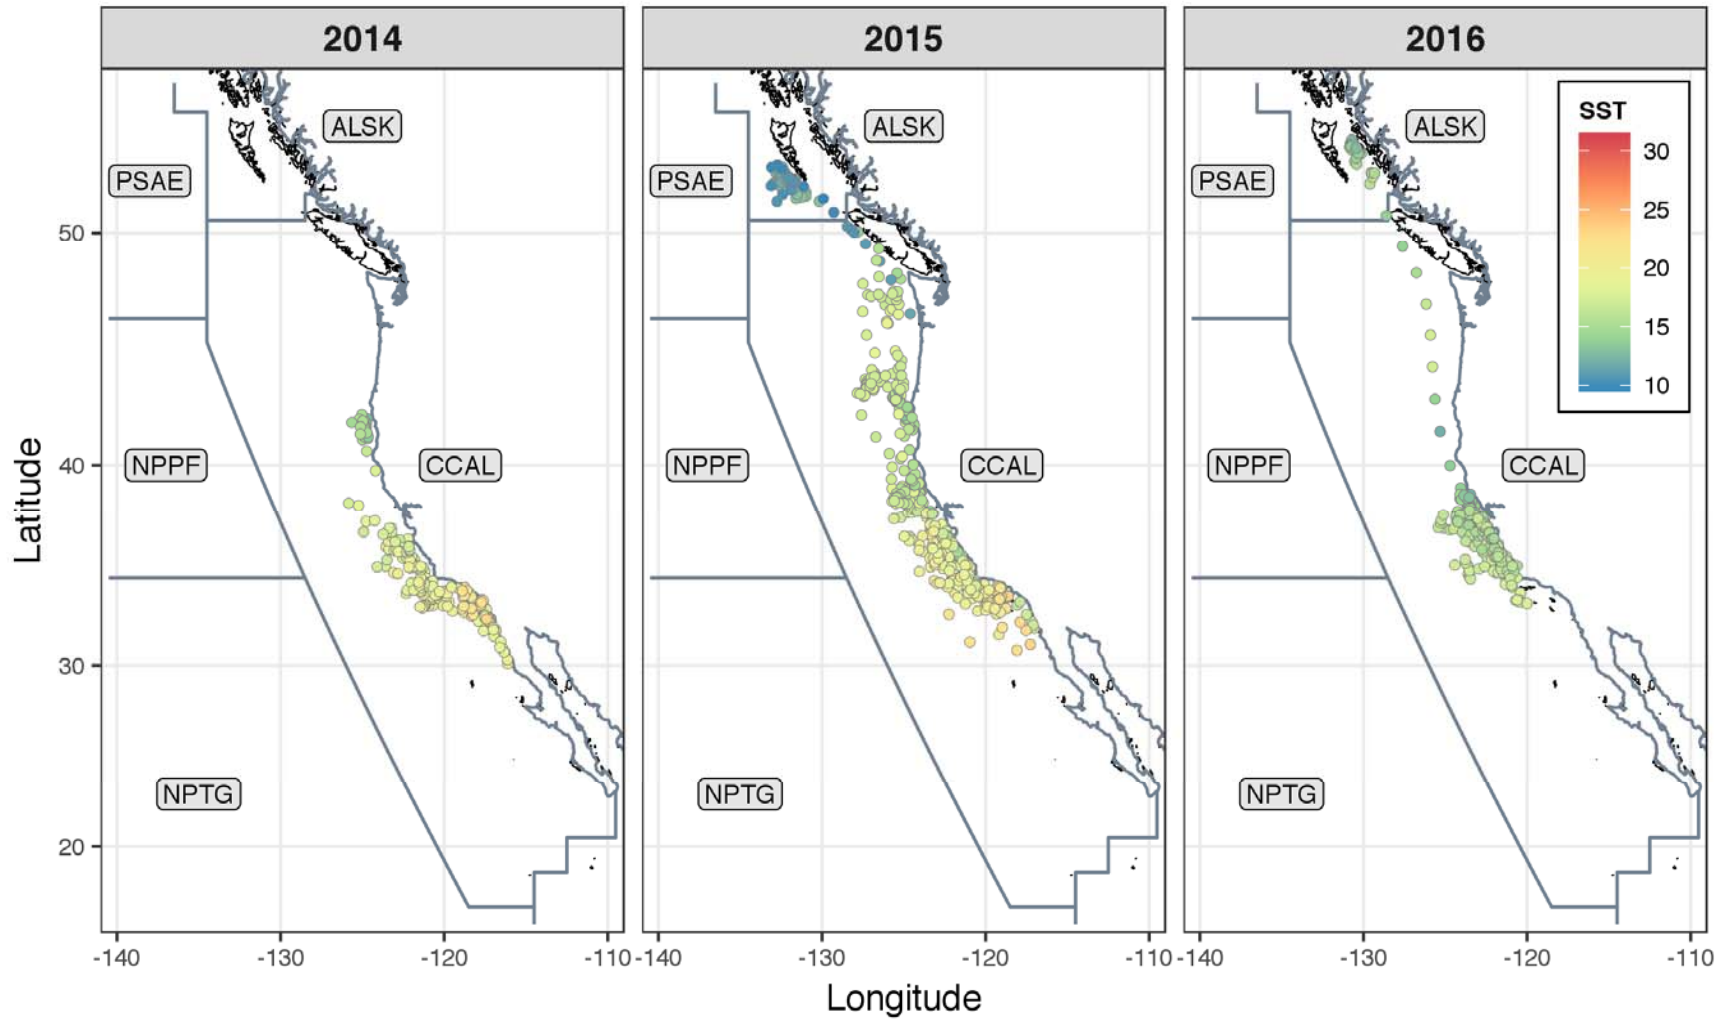 2014 2015 2016
ALSK ALSK ALSK
SST
30
25
20
15
10
PSAE PSAE PSAE
50
40
30
20
NPPF CCAL NPPF CCAL NPPF CCAL
NPTG NPTG NPTG
Latitude
-140 -130 -120 -110 -140 -130 -120 -110 -140 -130 -120 -110
Longitude